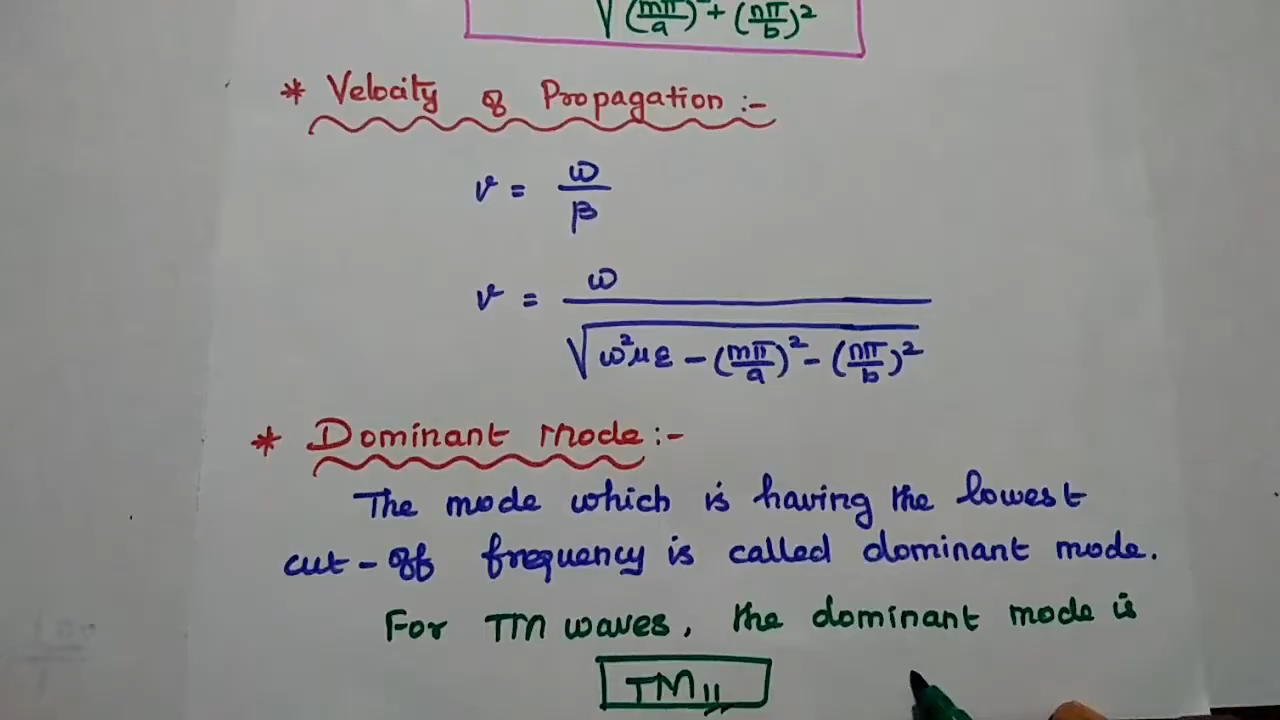 √(mπ/a)² + (nπ/b)²
* Velocity of Propagation :-
v = ω/β
v = ω/√(ω²με - (mπ/a)² - (nπ/b)²)
* Dominant mode :-
The mode which is having the lowest
cut-off frequency is called dominant mode.
For TM waves, the dominant mode is
TM₁₁